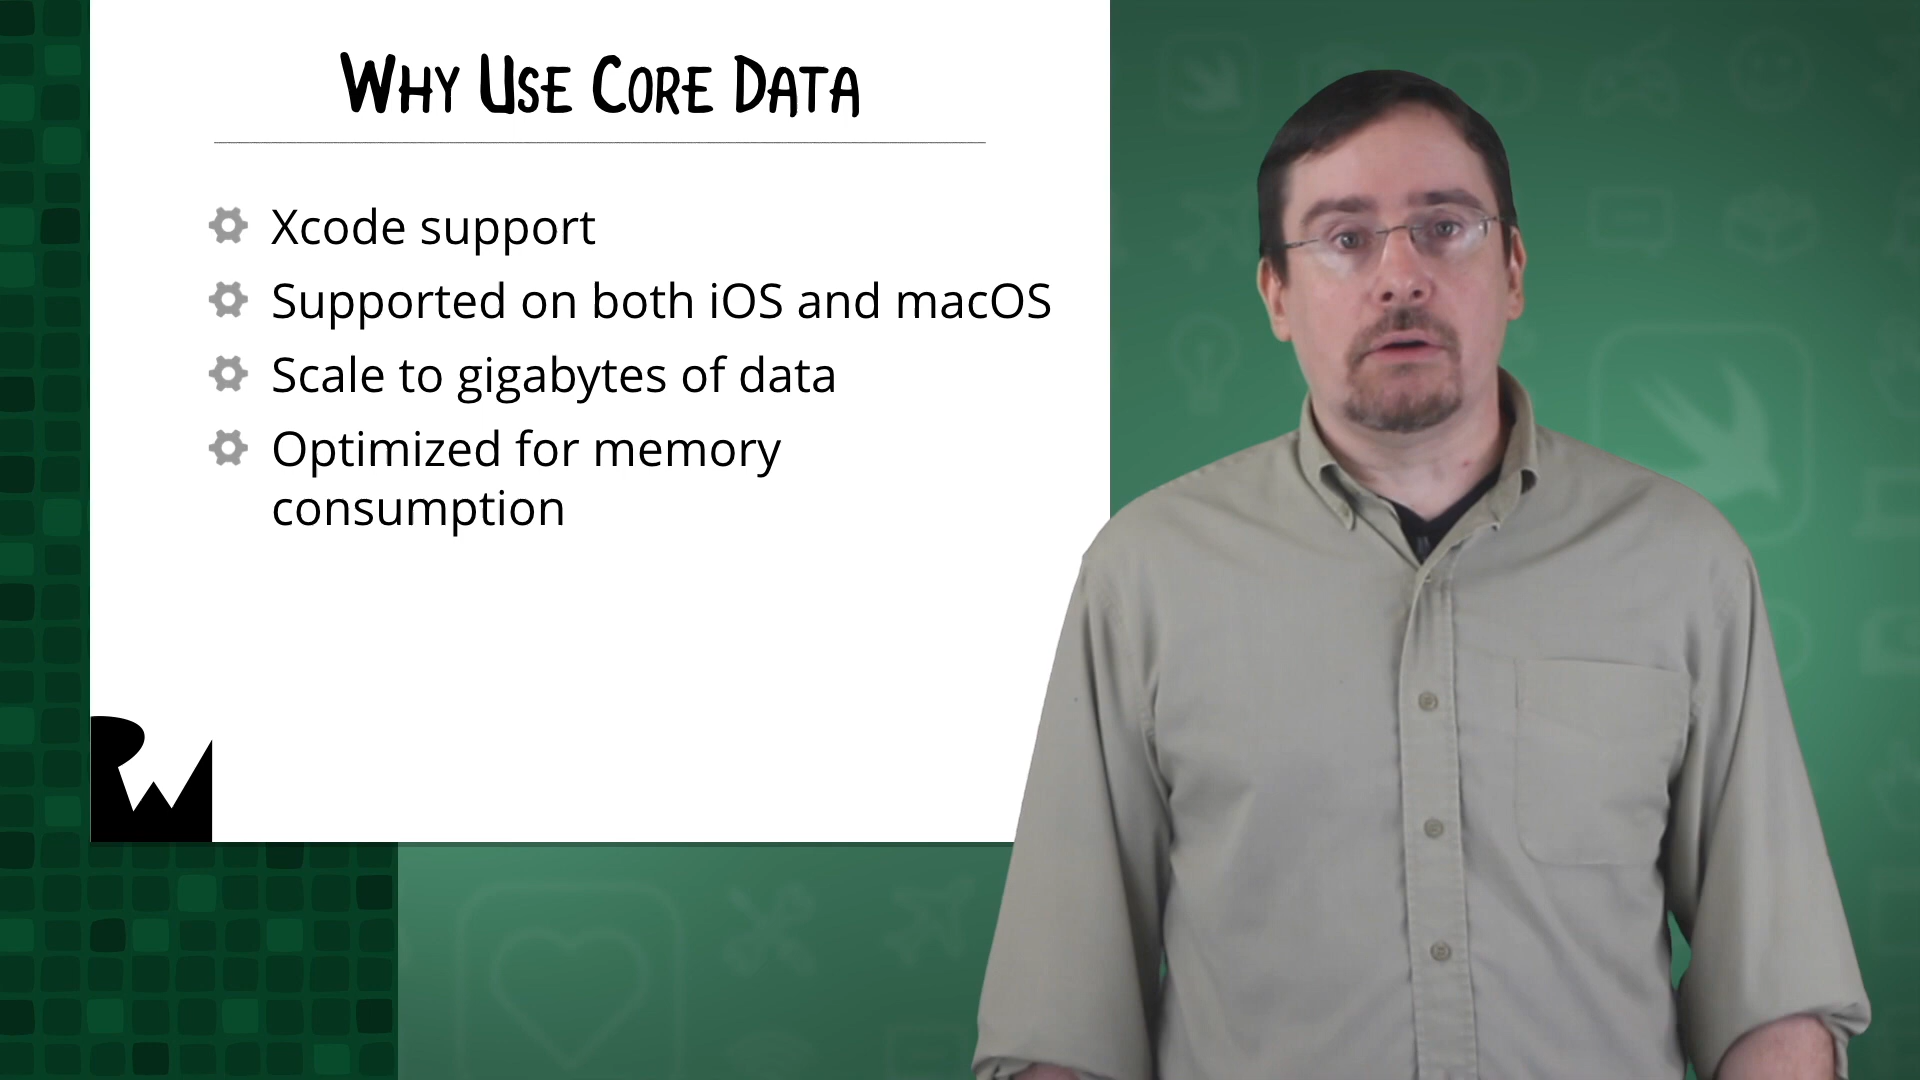 Why Use Core Data
Xcode support
Supported on both iOS and macOS
Scale to gigabytes of data
Optimized for memory
consumption
RW